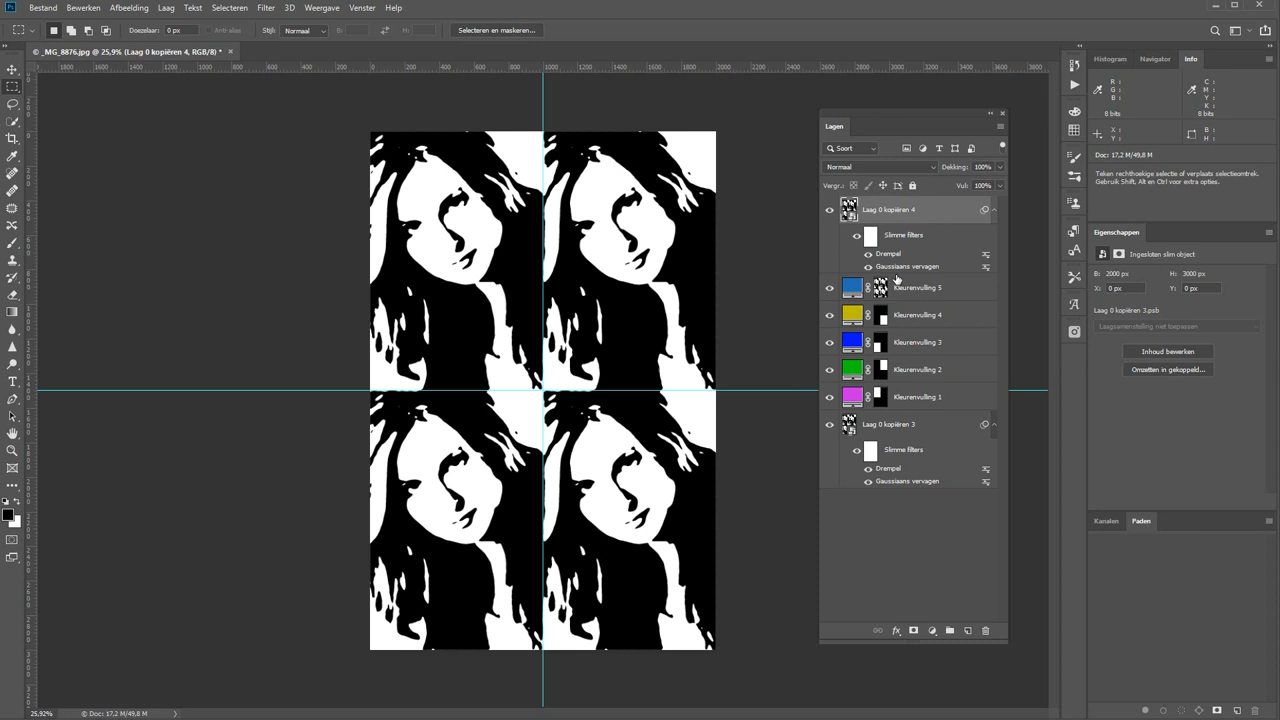 Bestand Bewerken Afbeelding Laag Tekst Selecteren Filter 3D Weergave Venster Help
Doezelaar: 0 px Anti-alias Stijl: Normaal B: H: Selecteren en maskeren...
© _MG_8876.jpg @ 25,9% (Laag 0 kopiëren 4, RGB/8) * ×
Histogram Navigator Info
R: C:
G: M:
B: Y:
K:
8 bits 8 bits
X: B:
Y: H:
Doc: 17,2 M/49,8 M
Teken rechthoekige selectie of verplaats selectieomtrek.
Gebruik Shift, Alt en Ctrl voor extra opties.
Eigenschappen
Ingesloten slim object
B: 2000 px H: 3000 px
X: 0 px Y: 0 px
Laag 0 kopiëren 3.psb
Laagsamenstelling niet toepassen
Inhoud bewerken
Omzetten in gekoppeld...
Kanalen Paden
Lagen
Soort
Normaal Dekking: 100%
Vergr.: Vul: 100%
Laag 0 kopiëren 4
Slimme filters
Drempel
Gaussiaans vervagen
Kleurenvulling 5
Kleurenvulling 4
Kleurenvulling 3
Kleurenvulling 2
Kleurenvulling 1
Laag 0 kopiëren 3
Slimme filters
Drempel
Gaussiaans vervagen
25,92% Doc: 17,2 M/49,8 M